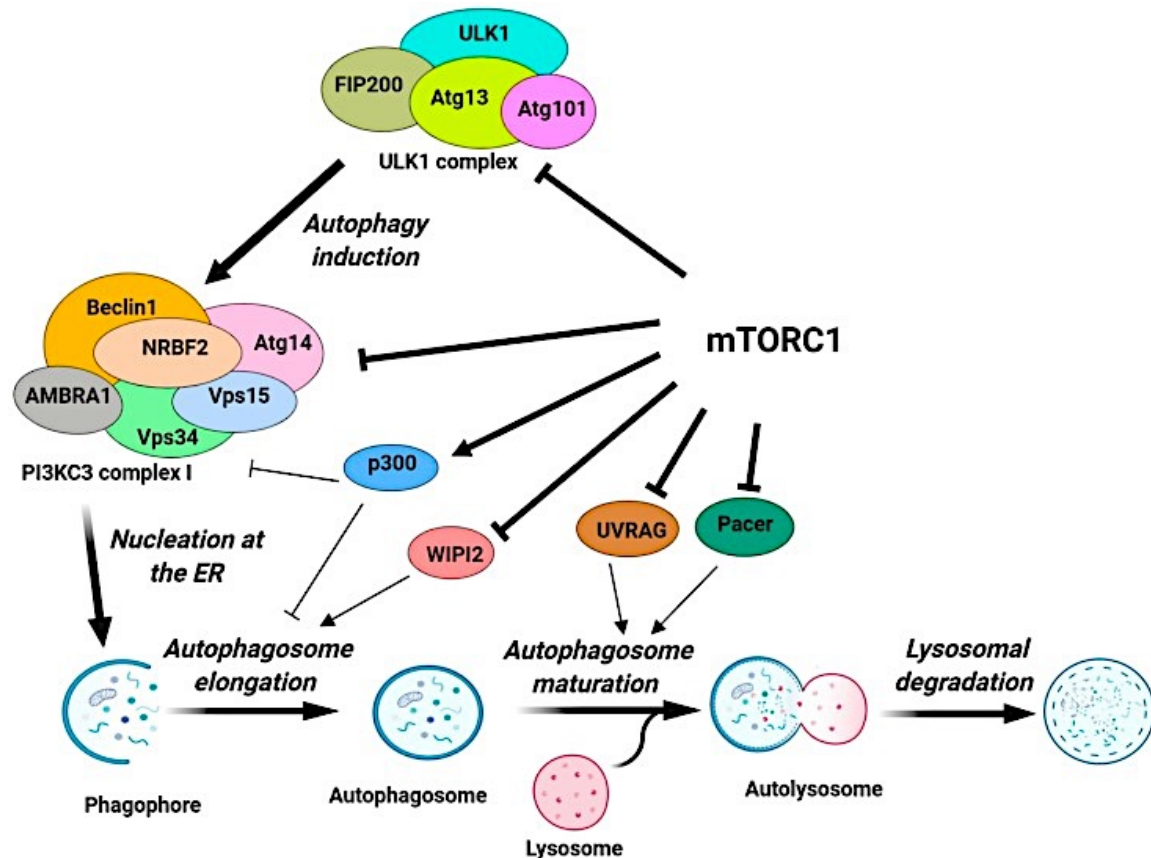 ULK1
FIP200
Atg13
Atg101
ULK1 complex
Autophagy
induction
Beclin1
NRBF2
Atg14
mTORC1
AMBRA1
Vps15
Vps34
p300
PI3KC3 complex I
UVRAG
Pacer
Nucleation at
the ER
WIPI2
Autophagosome
elongation
Autophagosome
maturation
Lysosomal
degradation
Phagophore
Autophagosome
Autolysosome
Lysosome